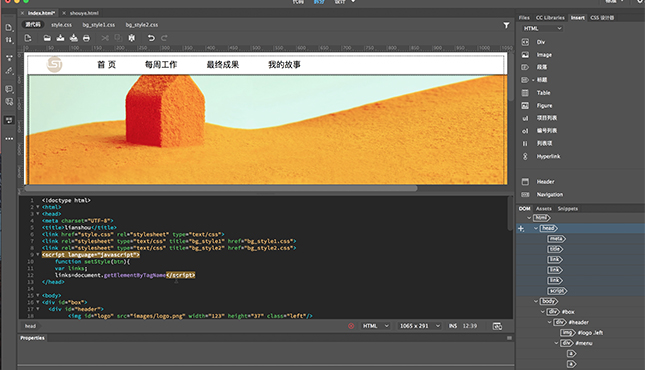 代码
设计
index.html*
shouye.html
源代码
style.css
bg_style1.css
bg_style2.css
首 页
每周工作
最终成果
我的故事
1
<!doctype html>
2
<html>
3
<head>
4
<meta charset="UTF-8">
5
<title>lianshou</title>
6
<link href="style.css" rel="stylesheet" type="text/css">
7
<link rel="stylesheet" type="text/css" title="bg_style1" href="bg_style1.css">
8
<link rel="stylesheet" type="text/css" title="bg_style2" href="bg_style2.css">
9
<script language="javascript">
10
function setStyle(btn){
11
var links;
12
links=document.getElementByTagName</script>
13
</head>
14
15
<body>
16
<div id="box">
17
<div id="header">
18
<img id="logo" src="images/logo.png" width="123" height="37" class="left"/>
head
HTML
1065 x 291
INS
12:39
Properties
Files
CC Libraries
Insert
CSS 设计器
HTML
Div
Image
段落
标题
Table
Figure
ul 项目列表
ol 编号列表
li 列表项
Hyperlink
Header
Navigation
DOM
Assets
Snippets
html
head
meta
title
link
link
link
script
body
div #box
div #header
img #logo .left
div #menu
a
a